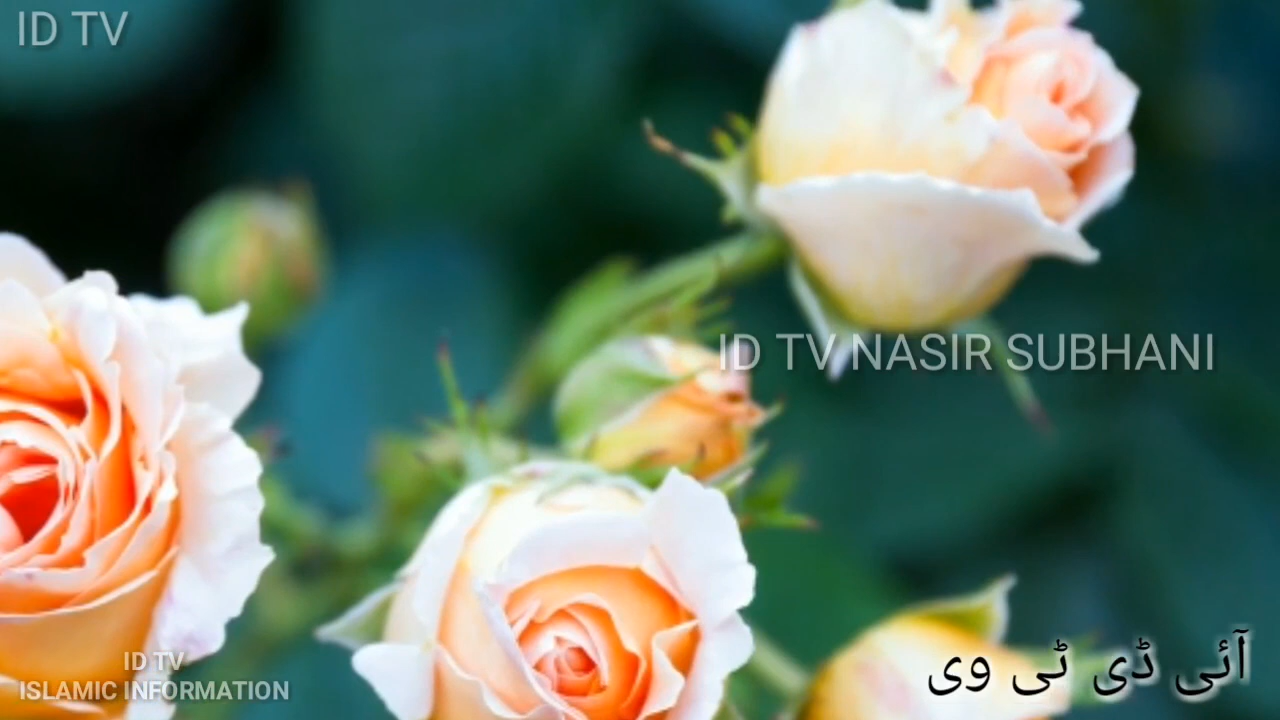 ID TV
ID TV NASIR SUBHANI
آئی ڈی ٹی وی
ID TV
ISLAMIC INFORMATION